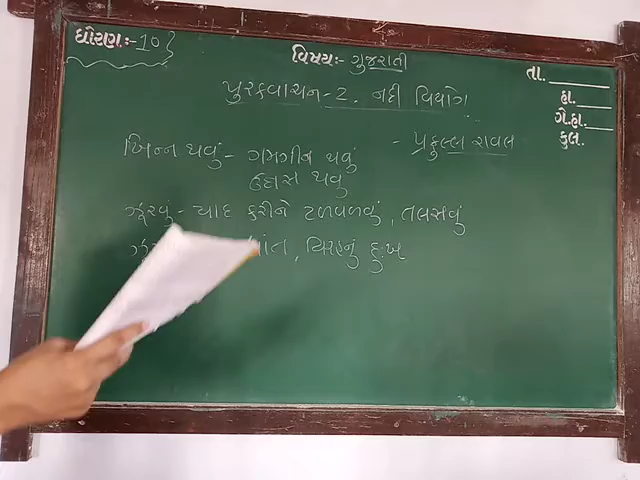 ધોરણ:- 10
વિષય:- ગુજરાતી
તા.
હા.
ગે.હા.
કુલ.
પુરકવાચન - 2. નદી વિયોગ
- પ્રફુલ્લ રાવલ
ખિન્ન થવું - ગમગીન થવું
ઉદાસ થવું
ઝૂરવું - યાદ કરીને ટળવળવું, તલસવું
વિરહનું દુ:ખ